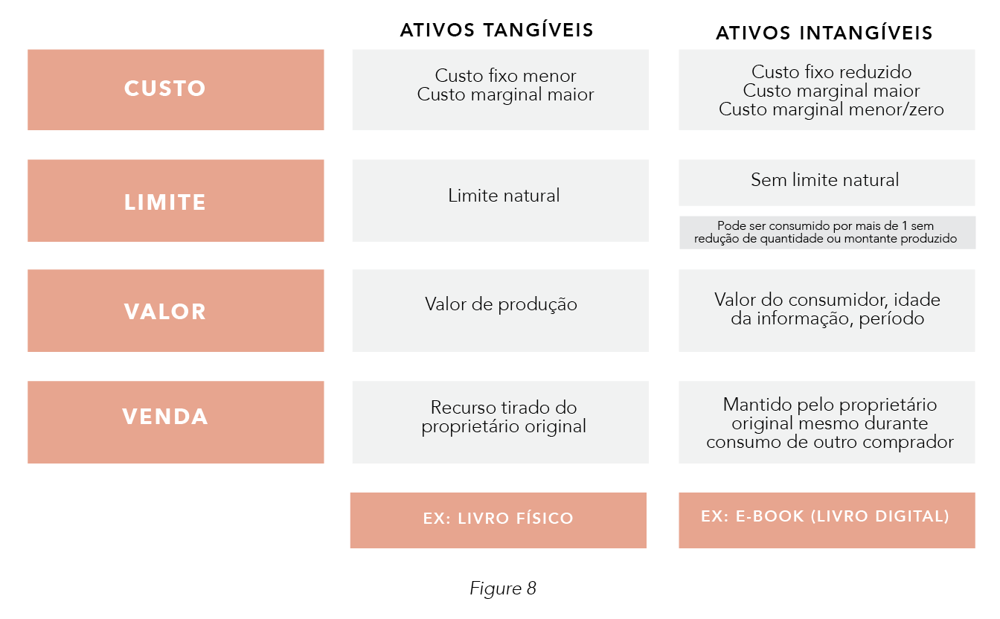 ATIVOS TANGÍVEIS
ATIVOS INTANGÍVEIS
CUSTO
Custo fixo menor
Custo marginal maior
Custo fixo reduzido
Custo marginal maior
Custo marginal menor/zero
LIMITE
Limite natural
Sem limite natural
Pode ser consumido por mais de 1 sem
redução de quantidade ou montante produzido
VALOR
Valor de produção
Valor do consumidor, idade
da informação, período
VENDA
Recurso tirado do
proprietário original
Mantido pelo proprietário
original mesmo durante
consumo de outro comprador
EX: LIVRO FÍSICO
EX: E-BOOK (LIVRO DIGITAL)
Figure 8